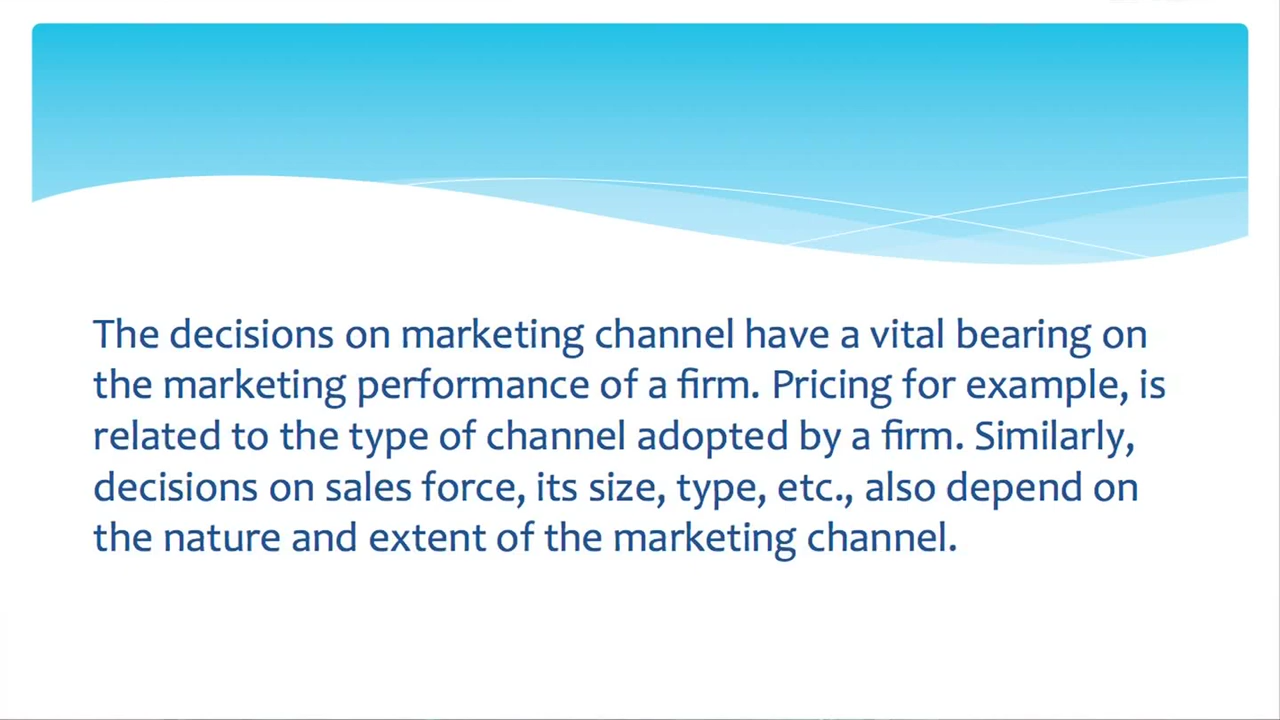 The decisions on marketing channel have a vital bearing on
the marketing performance of a firm. Pricing for example, is
related to the type of channel adopted by a firm. Similarly,
decisions on sales force, its size, type, etc., also depend on
the nature and extent of the marketing channel.